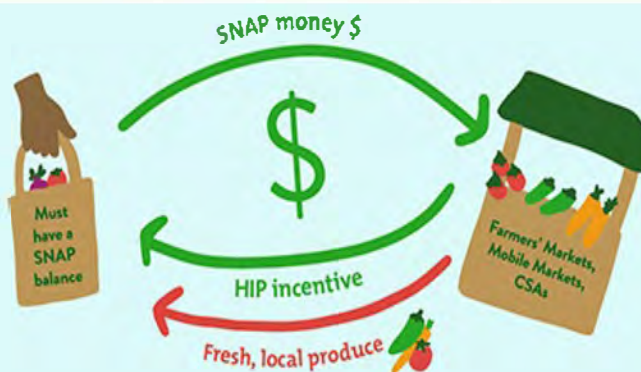 SNAP money $
$
Must
have a
SNAP
balance
Farmers' Markets,
Mobile Markets,
CSAs
HIP incentive
Fresh, local produce